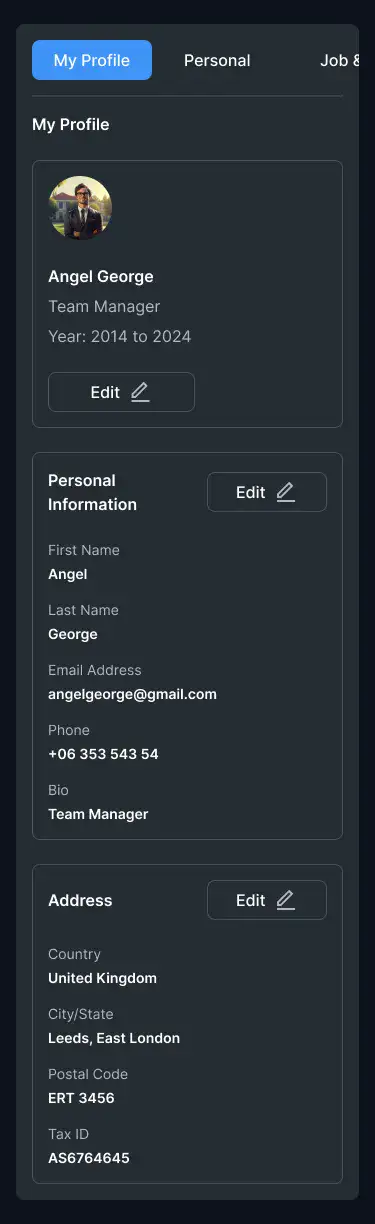 My Profile Personal Job &
My Profile
Angel George
Team Manager
Year: 2014 to 2024
Edit
Personal
Information
Edit
First Name
Angel
Last Name
George
Email Address
angelgeorge@gmail.com
Phone
+06 353 543 54
Bio
Team Manager
Address
Edit
Country
United Kingdom
City/State
Leeds, East London
Postal Code
ERT 3456
Tax ID
AS6764645